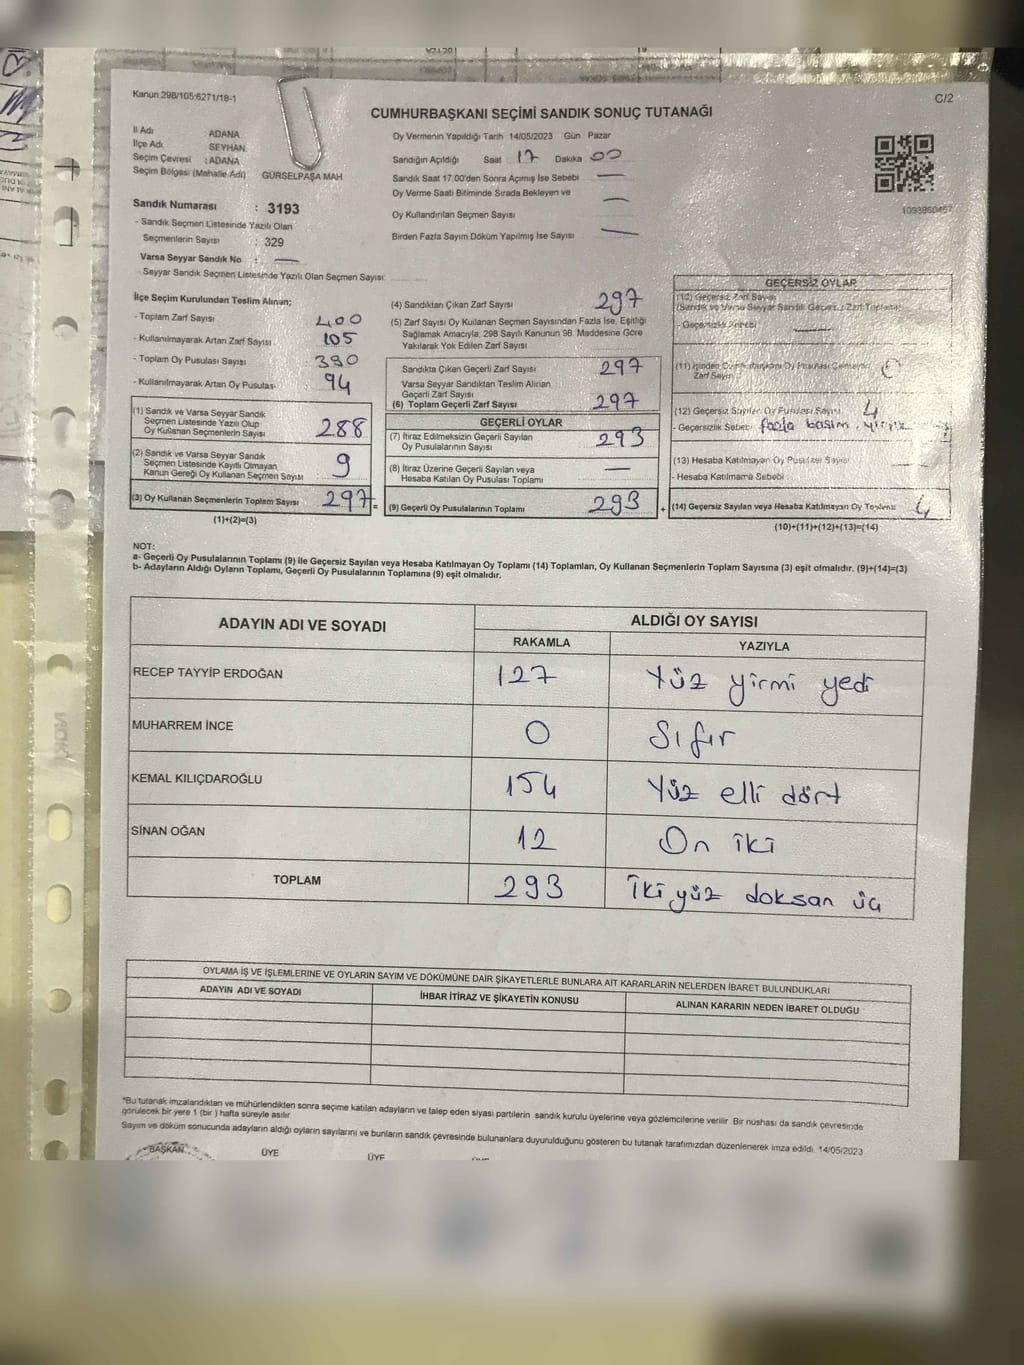 Kanun:298/105;6271/18-1
C/2
CUMHURBAŞKANI SEÇİMİ SANDIK SONUÇ TUTANAĞI
İl Adı ADANA
İlçe Adı SEYHAN
Seçim Çevresi : ADANA
Seçim Bölgesi (Mahalle Adı) GÜRSELPAŞA MAH.
Oy Vermenin Yapıldığı Tarih 14/05/2023 Gün : Pazar
Sandığın Açıldığı Saat 17 Dakika 00
Sandık Saat 17:00'den Sonra Açılmış İse Sebebi —
Oy Verme Saati Bitiminde Sırada Bekleyen ve
Oy Kullandırılan Seçmen Sayısı —
Birden Fazla Sayım Döküm Yapılmış İse Sayısı —
1093960457
Sandık Numarası : 3193
- Sandık Seçmen Listesinde Yazılı Olan
Seçmenlerin Sayısı : 329
Varsa Seyyar Sandık No : —
- Seyyar Sandık Seçmen Listesinde Yazılı Olan Seçmen Sayısı
İlçe Seçim Kurulundan Teslim Alınan;
- Toplam Zarf Sayısı 400
- Kullanılmayarak Artan Zarf Sayısı 105
- Toplam Oy Pusulası Sayısı 390
- Kullanılmayarak Artan Oy Pusulas 94
(1) Sandık ve Varsa Seyyar Sandık
Seçmen Listesinde Yazılı Olup
Oy Kullanan Seçmenlerin Sayısı 288
(2) Sandık ve Varsa Seyyar Sandık
Seçmen Listesinde Kayıtlı Olmayan
Kanun Gereği Oy Kullanan Seçmen Sayısı 9
(3) Oy Kullanan Seçmenlerin Toplam Sayısı 297 =
(1)+(2)=(3)
(4) Sandıktan Çıkan Zarf Sayısı 297
(5) Zarf Sayısı Oy Kullanan Seçmen Sayısından Fazla İse, Eşitliği
Sağlamak Amacıyla; 298 Sayılı Kanunun 98. Maddesine Göre
Yakılarak Yok Edilen Zarf Sayısı
Sandıkta Çıkan Geçerli Zarf Sayısı 297
Varsa Seyyar Sandıktan Teslim Alınan
Geçerli Zarf Sayısı
(6) Toplam Geçerli Zarf Sayısı 297
GEÇERLİ OYLAR
(7) İtiraz Edilmeksizin Geçerli Sayılan
Oy Pusulalarının Sayısı 293
(8) İtiraz Üzerine Geçerli Sayılan veya
Hesaba Katılan Oy Pusulası Toplamı —
(9) Geçerli Oy Pusulalarının Toplamı 293 +
GEÇERSİZ OYLAR
(10) Geçersiz Zarf Sayısı
- Geçersizlik Sebebi —
(11) İçinden
Zarf Sayısı
(12) Geçersiz Sayılan Oy Pusulası Sayısı 4
- Geçersizlik Sebebi fazla basım,
(13) Hesaba Katılmayan Oy Pusulası Sayısı
- Hesaba Katılmama Sebebi
(14) Geçersiz Sayılan veya Hesaba Katılmayan Oy Toplamı 4
(10)+(11)+(12)+(13)=(14)
NOT:
a- Geçerli Oy Pusulalarının Toplamı (9) ile Geçersiz Sayılan veya Hesaba Katılmayan Oy Toplamı (14) Toplamları, Oy Kullanan Seçmenlerin Toplam Sayısına (3) eşit olmalıdır. (9)+(14)=(3)
b- Adayların Aldığı Oyların Toplamı, Geçerli Oy Pusulalarının Toplamına (9) eşit olmalıdır.
ADAYIN ADI VE SOYADI ALDIĞI OY SAYISI
RAKAMLA YAZIYLA
RECEP TAYYİP ERDOĞAN 127 Yüz yirmi yedi
MUHARREM İNCE 0 Sıfır
KEMAL KILIÇDAROĞLU 154 Yüz elli dört
SİNAN OĞAN 12 On iki
TOPLAM 293 İki yüz doksan üç
OYLAMA İŞ VE İŞLEMLERİNE VE OYLARIN SAYIM VE DÖKÜMÜNE DAİR ŞİKAYETLERLE BUNLARA AİT KARARLARIN NELERDEN İBARET BULUNDUKLARI
ADAYIN ADI VE SOYADI İHBAR İTİRAZ VE ŞİKAYETİN KONUSU ALINAN KARARIN NEDEN İBARET OLDUĞU
*Bu tutanak imzalandıktan ve mühürlendikten sonra seçime katılan adayların ve talep eden siyasi partilerin sandık kurulu üyelerine veya gözlemcilerine verilir. Bir nüshası da sandık çevresinde
görülecek bir yere 1 (bir ) hafta süreyle asılır.
Sayım ve döküm sonucunda adayların aldığı oyların sayılarını ve bunların sandık çevresinde bulunanlara duyurulduğunu gösteren bu tutanak tarafımızdan düzenlenerek imza edildi. 14/05/2023
BAŞKAN ÜYE ÜYE